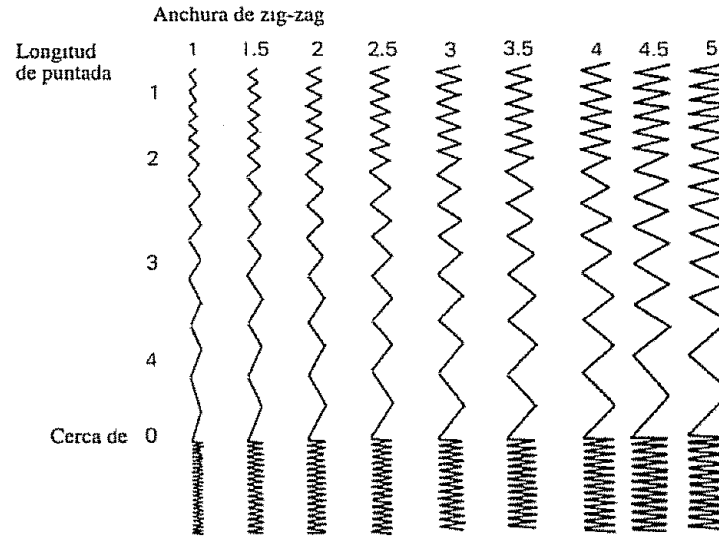 Anchura de zig-zag
Longitud 1 1.5 2 2.5 3 3.5 4 4.5 5
de puntada
1
2
3
4
Cerca de 0